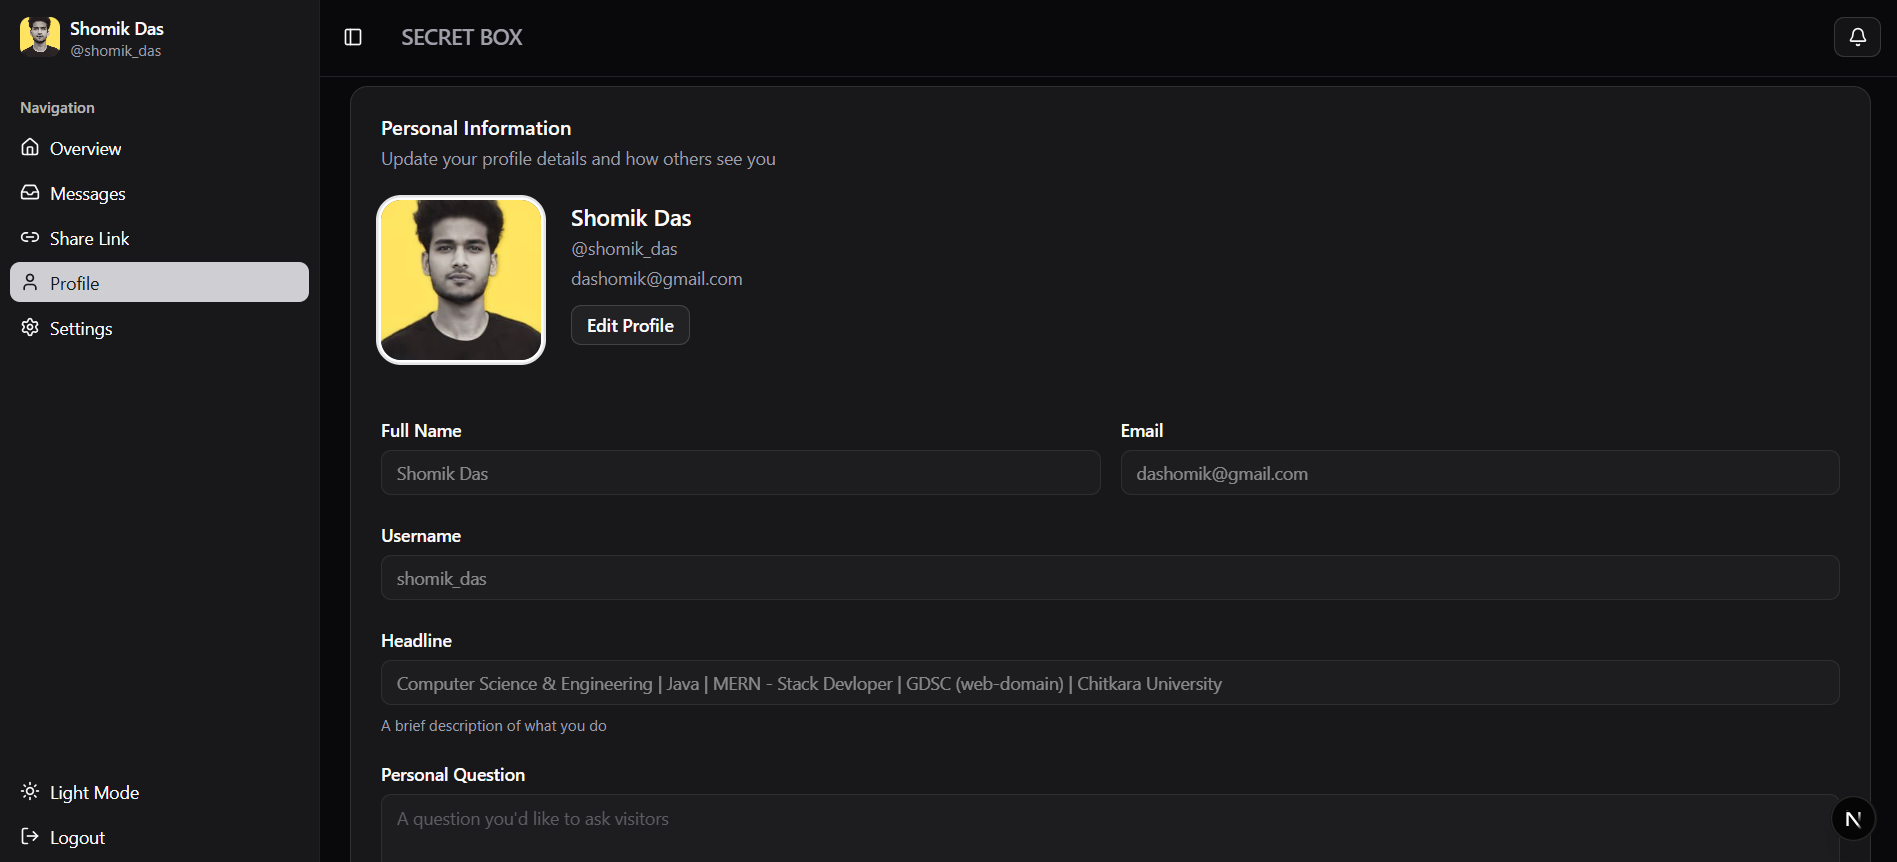 Shomik Das
@shomik_das
Navigation
Overview
Messages
Share Link
Profile
Settings
Light Mode
Logout
SECRET BOX
Personal Information
Update your profile details and how others see you
Shomik Das
@shomik_das
dashomik@gmail.com
Edit Profile
Full Name
Shomik Das
Email
dashomik@gmail.com
Username
shomik_das
Headline
Computer Science & Engineering | Java | MERN - Stack Devloper | GDSC (web-domain) | Chitkara University
A brief description of what you do
Personal Question
A question you'd like to ask visitors
N